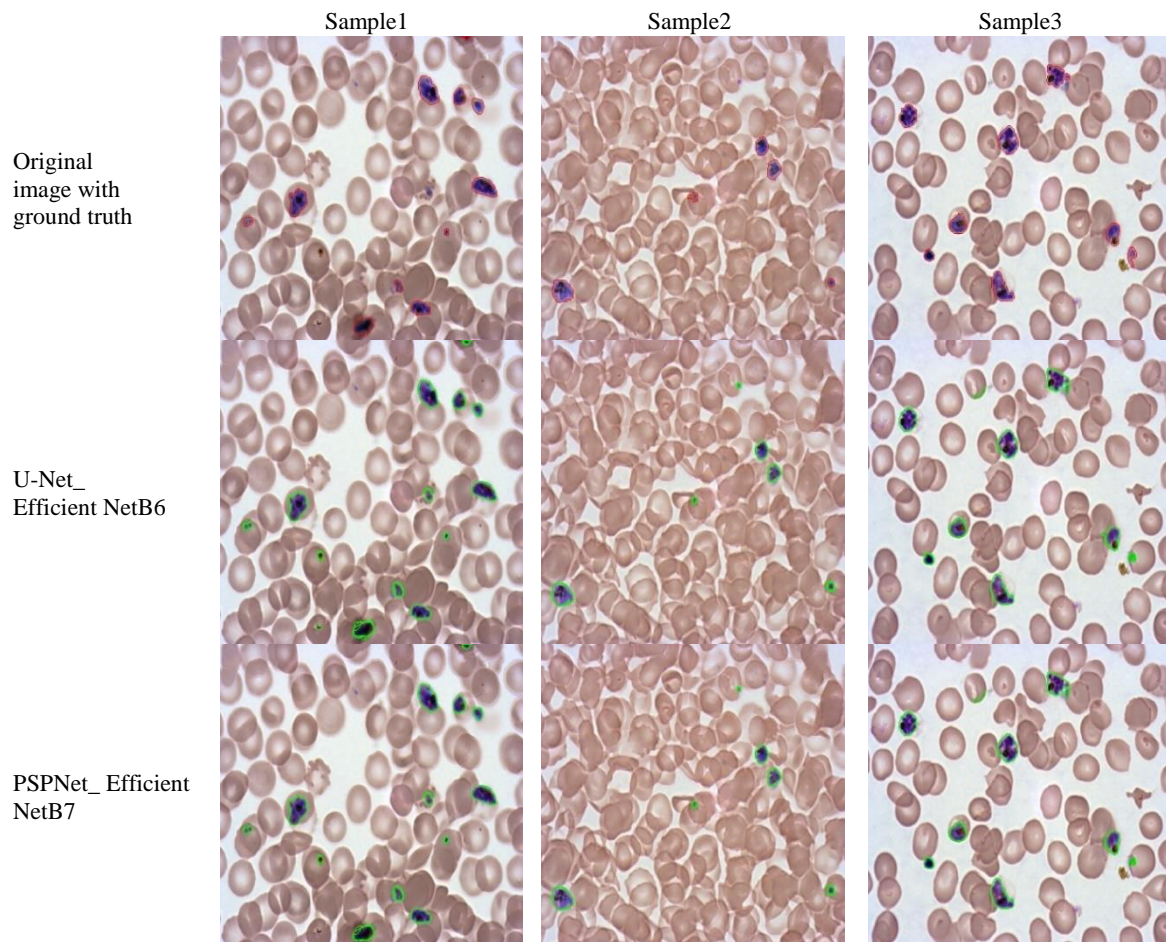 Sample1
Sample2
Sample3
Original
image with
ground truth
U-Net_
Efficient NetB6
PSPNet_ Efficient
NetB7